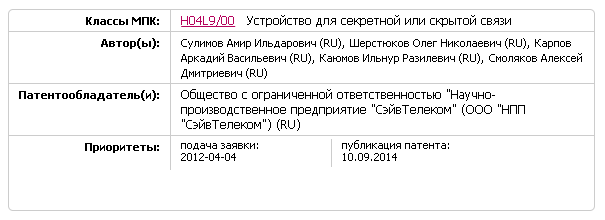 Классы МПК: H04L9/00 Устройство для секретной или скрытой связи
Автор(ы): Сулимов Амир Ильдарович (RU), Шерстюков Олег Николаевич (RU), Карпов
Аркадий Васильевич (RU), Каюмов Ильнур Разилевич (RU), Смоляков Алексей
Дмитриевич (RU)
Патентообладатель(и): Общество с ограниченной ответственностью "Научно-
производственное предприятие "СэйвТелеком" (ООО "НПП
"СэйвТелеком") (RU)
Приоритеты: подача заявки: публикация патента:
2012-04-04 10.09.2014